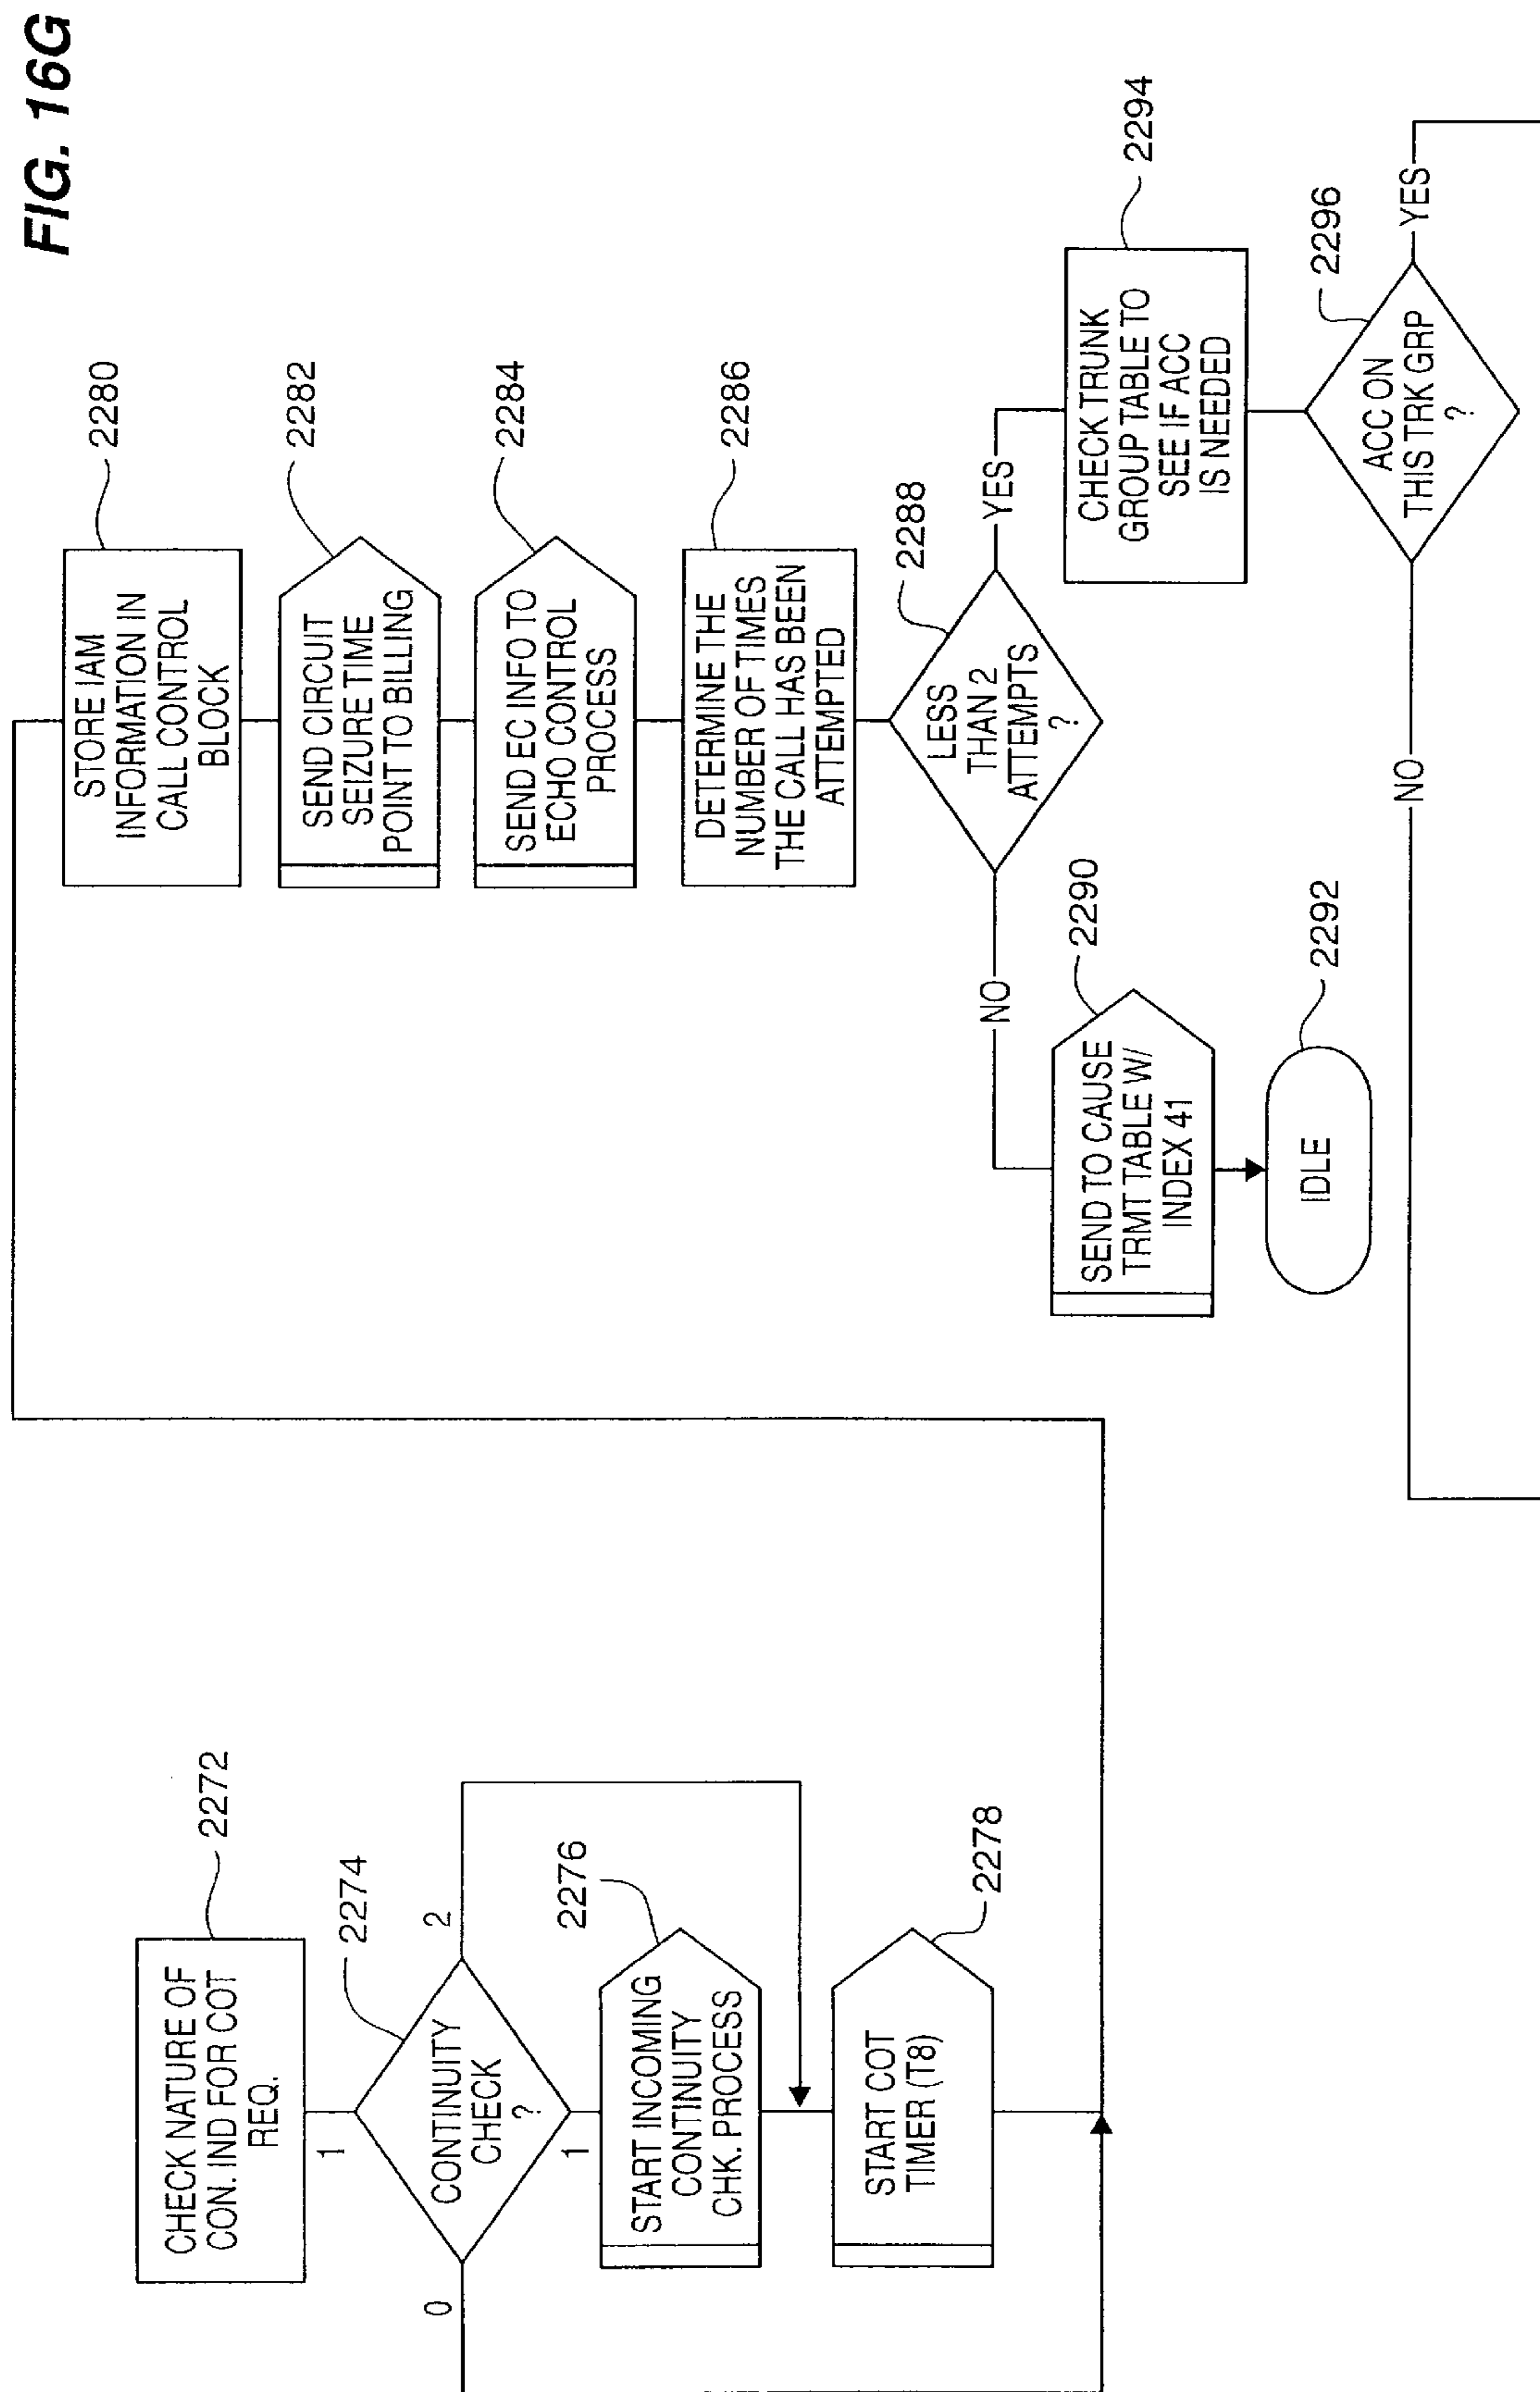 FIG. 16G
CHECK NATURE OF
CON. IND FOR COT
REQ.
2272
1
CONTINUITY
CHECK
?
2274
0
2
1
START INCOMING
CONTINUITY
CHK. PROCESS
2276
START COT
TIMER (T8)
2278
STORE IAM
INFORMATION IN
CALL CONTROL
BLOCK
2280
SEND CIRCUIT
SEIZURE TIME
POINT TO BILLING
2282
SEND EC INFO TO
ECHO CONTROL
PROCESS
2284
DETERMINE THE
NUMBER OF TIMES
THE CALL HAS BEEN
ATTEMPTED
2286
LESS
THAN 2
ATTEMPTS
?
2288
NO
YES
SEND TO CAUSE
TRMT TABLE W/
INDEX 41
2290
IDLE
2292
CHECK TRUNK
GROUP TABLE TO
SEE IF ACC
IS NEEDED
2294
ACC ON
THIS TRK GRP
?
2296
NO
YES